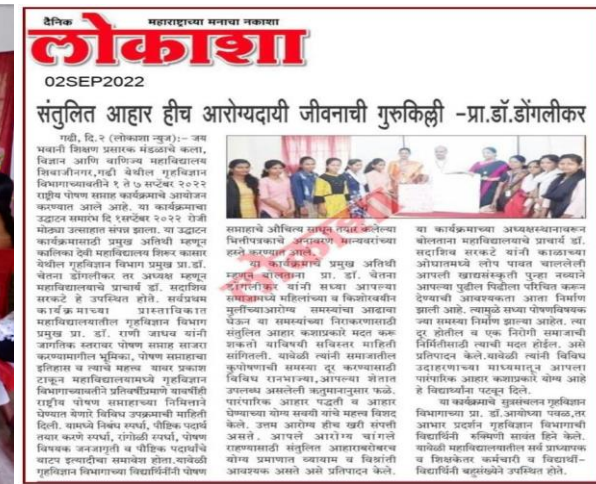 दैनिक
महाराष्ट्राच्या मनाचा नकाशा
लोकाशा
02SEP2022
संतुलित आहार हीच आरोग्यदायी जीवनाची गुरुकिल्ली -प्रा.डॉ.डोंगलीकर
गढी, दि.२ (लोकाशा न्युज):- जय
भवानी शिक्षण प्रसारक मंडळाचे कला,
विज्ञान आणि वाणिज्य महाविद्यालय
शिवाजीनगर,गढी येथील गृहविज्ञान
विभागाच्यावतीने १ ते ७ सप्टेंबर २०२२
राष्ट्रीय पोषण सप्ताह कार्यक्रमाचे आयोजन
करण्यात आले आहे. या कार्यक्रमाचा
उद्घाटन समारंभ दि १सप्टेंबर २०२२ रोजी
मोठ्या उत्साहात संपन्न झाला. या उद्घाटन
कार्यक्रमासाठी प्रमुख अतिथी म्हणून
कालिका देवी महाविद्यालय शिरूर कासार
येथील गृहविज्ञान विभाग प्रमुख प्रा.डॉ.
चेतना डोंगलीकर तर अध्यक्ष म्हणून
महाविद्यालयाचे प्राचार्य डॉ. सदाशिव
सरकटे हे उपस्थित होते. सर्वप्रथम
कार्यक्रमाच्या प्रास्ताविकात
महाविद्यालयातील गृहविज्ञान विभाग
प्रमुख प्रा. डॉ. राणी जाधव यांनी
जागतिक स्तरावर पोषण सप्ताह साजरा
करण्यामागील भूमिका, पोषण सप्ताहाचा
इतिहास व त्याचे महत्त्व यावर प्रकाश
टाकून महाविद्यालयामध्ये गृहविज्ञान
विभागाच्यावतीने प्रतिवर्षीप्रमाणे यावर्षीही
राष्ट्रीय पोषण सप्ताहाच्या निमित्ताने
घेण्यात येणारे विविध उपक्रमाची माहिती
दिली. यामध्ये निबंध स्पर्धा, पौष्टिक पदार्थ
तयार करणे स्पर्धा, रांगोळी स्पर्धा, पोषण
विषयक जनजागृती व पौष्टिक पदार्थांचे
वाटप इत्यादींचा समावेश होता.यावेळी
गृहविज्ञान विभागाच्या विद्यार्थिनींनी पोषण
सप्ताहाचे औचित्य साधून तयार केलेल्या
भित्तीपत्रकाचे अनावरण मान्यवरांच्या
हस्ते करण्यात आले.
या कार्यक्रमाचे प्रमुख अतिथी
म्हणून बोलताना प्रा. डॉ. चेतना
डोंगलीकर यांनी सध्या आपल्या
समाजामध्ये महिलांच्या व किशोरवयीन
मुलींच्याआरोग्य समस्यांचा आढावा
घेऊन या समस्यांच्या निराकरणासाठी
संतुलित आहार कशाप्रकारे मदत करू
शकतो याविषयी सविस्तर माहिती
सांगितली. यावेळी त्यांनी समाजातील
कुपोषणाची समस्या दूर करण्यासाठी
विविध रानभाज्या,आपल्या शेतात
उपलब्ध असलेली ऋतुमानानुसार फळे.
पारंपारिक आहार पद्धती व आहार
घेण्याच्या योग्य सवयी यांचे महत्त्व विशद
केले. उत्तम आरोग्य हीच खरी संपत्ती
असते. आपले आरोग्य चांगले
राहण्यासाठी संतुलित आहाराबरोबरच
योग्य प्रमाणात व्यायाम व विश्रांती
आवश्यक असते असे प्रतिपादन केले.
या कार्यक्रमाच्या अध्यक्षस्थानावरून
बोलताना महाविद्यालयाचे प्राचार्य डॉ.
सदाशिव सरकटे यांनी काळाच्या
ओघातमध्ये लोप पावत चाललेली
आपली खाद्यसंस्कृती पुन्हा नव्याने
आपल्या पुढील पिढीला परिचित करून
देण्याची आवश्यकता आता निर्माण
झाली आहे. त्यामुळे सध्या पोषणविषयक
ज्या समस्या निर्माण झाल्या आहेत. त्या
दूर होतील व एक निरोगी समाजाची
निर्मितीसाठी त्याची मदत होईल. असे
प्रतिपादन केले.यावेळी त्यांनी विविध
उदाहरणाच्या माध्यमातून आपला
पारंपारिक आहार कशाप्रकारे योग्य आहे
हे विद्यार्थ्यांना पटवून दिले.
या कार्यक्रमाचे सुत्रसंचलन गृहविज्ञान
विभागाच्या प्रा. डॉ.आयोध्या पवळ,तर
आभार प्रदर्शन गृहविज्ञान विभागाची
विद्यार्थिनी रुक्मिणी सावंत हिने केले.
यावेळी महाविद्यालयातील सर्व प्राध्यापक
व शिक्षकेतर कर्मचारी व विद्यार्थी-
विद्यार्थिनी बहुसंख्येने उपस्थित होते.